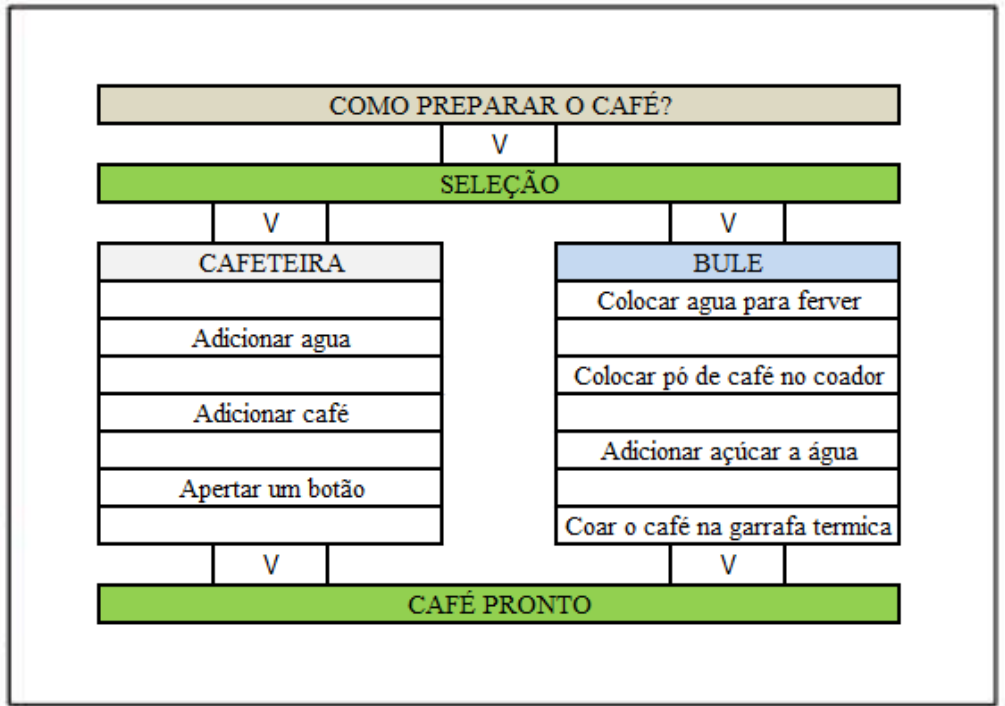 COMO PREPARAR O CAFÉ?
V
SELEÇÃO
V V
CAFETEIRA BULE
Colocar agua para ferver
Adicionar agua
Colocar pó de café no coador
Adicionar café
Adicionar açúcar a água
Apertar um botão
Coar o café na garrafa termica
V V
CAFÉ PRONTO